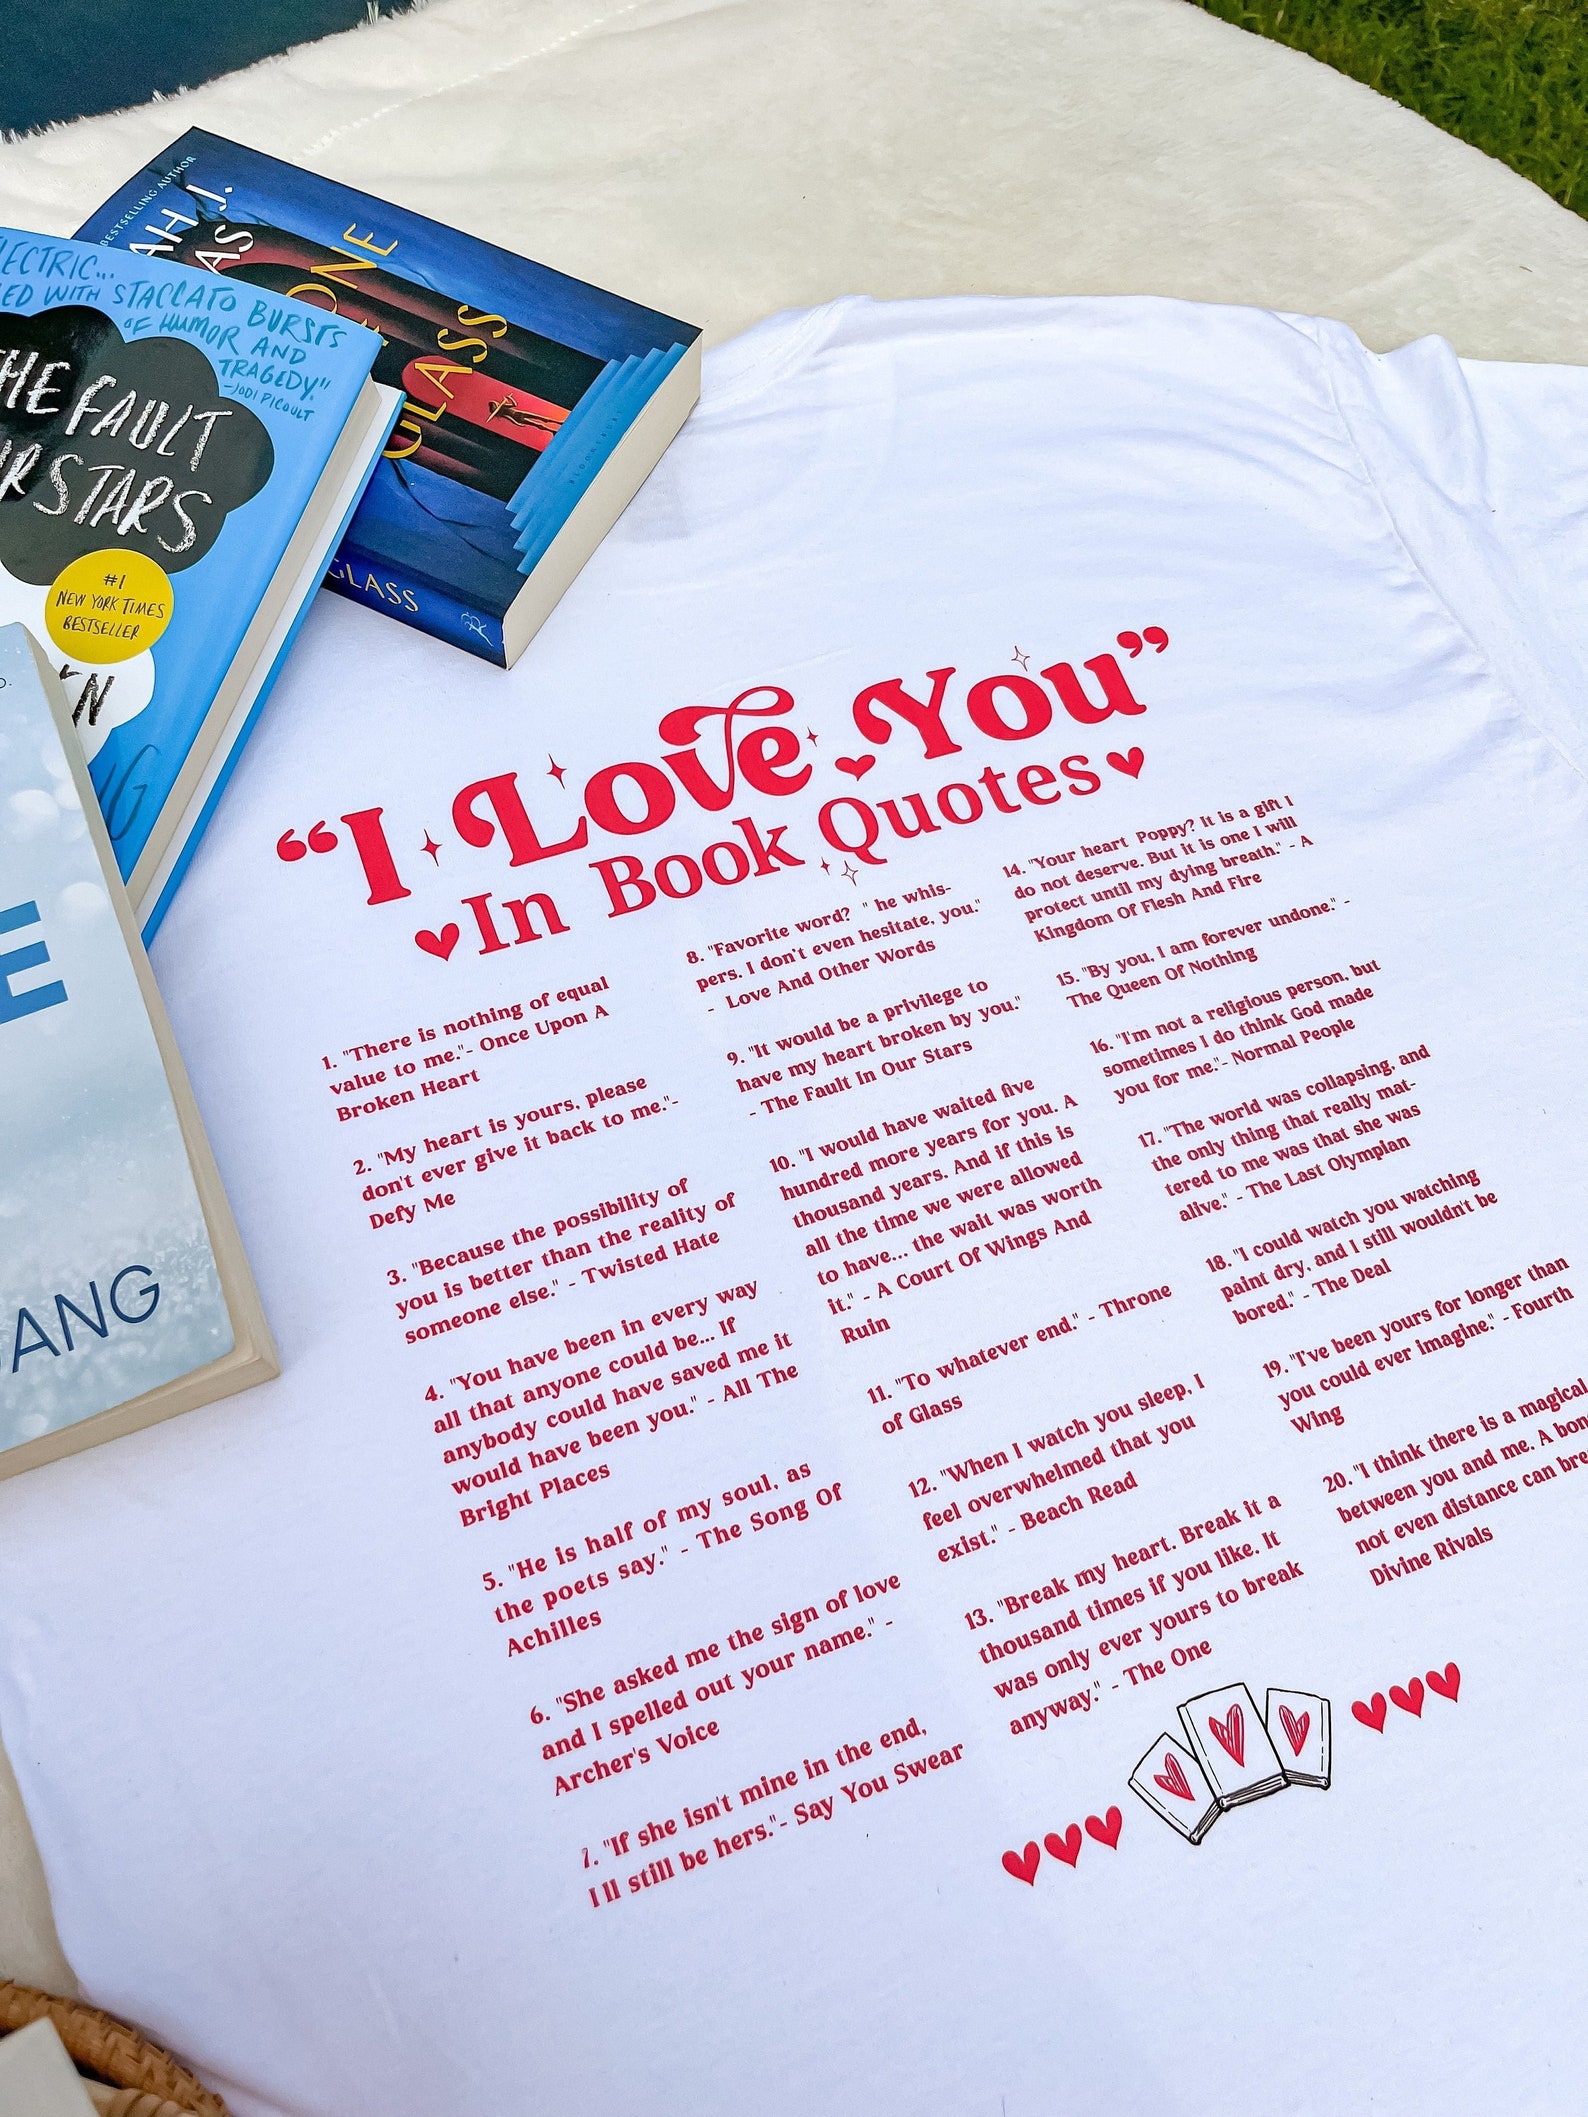 BESTSELLING AUTHOR
AH J.
AS
ONE
GLASS
BLOOMSBURY
GLASS
LECTRIC...
ED WITH STACCATO BURSTS
OF HUMOR AND
TRAGEDY."
-JODI PICOULT
HE FAULT
R STARS
#1
NEW YORK TIMES
BESTSELLER
N
G
E
ANG
"I Love You"
In Book Quotes
1. "There is nothing of equal
value to me."- Once Upon A
Broken Heart
2. "My heart is yours, please
don't ever give it back to me."-
Defy Me
3. "Because the possibility of
you is better than the reality of
someone else." - Twisted Hate
4. "You have been in every way
all that anyone could be... If
anybody could have saved me it
would have been you." - All The
Bright Places
5. "He is half of my soul, as
the poets say." - The Song Of
Achilles
6. "She asked me the sign of love
and I spelled out your name." -
Archer's Voice
7. "If she isn't mine in the end,
I'll still be hers."- Say You Swear
8. "Favorite word? " he whis-
pers. I don't even hesitate, you."
- Love And Other Words
9. "It would be a privilege to
have my heart broken by you."
- The Fault In Our Stars
10. "I would have waited five
hundred more years for you. A
thousand years. And if this is
all the time we were allowed
to have... the wait was worth
it." - A Court Of Wings And
Ruin
11. "To whatever end." - Throne
of Glass
12. "When I watch you sleep, I
feel overwhelmed that you
exist." - Beach Read
13. "Break my heart. Break it a
thousand times if you like. It
was only ever yours to break
anyway." - The One
14. "Your heart Poppy? It is a gift I
do not deserve. But it is one I will
protect until my dying breath." - A
Kingdom Of Flesh And Fire
15. "By you, I am forever undone." -
The Queen Of Nothing
16. "I'm not a religious person, but
sometimes I do think God made
you for me."- Normal People
17. "The world was collapsing, and
the only thing that really mat-
tered to me was that she was
alive." - The Last Olympian
18. "I could watch you watching
paint dry, and I still wouldn't be
bored." - The Deal
19. "I've been yours for longer than
you could ever imagine." - Fourth
Wing
20. "I think there is a magical
between you and me. A bon
not even distance can bre
Divine Rivals